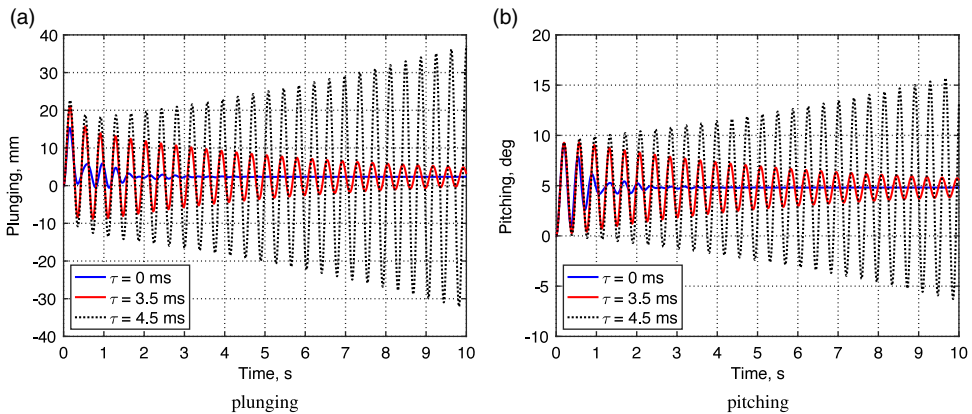 (a)
40
30
20
10
0
-10
-20
-30
-40
Plunging, mm
τ = 0 ms
τ = 3.5 ms
τ = 4.5 ms
0 1 2 3 4 5 6 7 8 9 10
Time, s
plunging
(b)
20
15
10
5
0
-5
-10
Pitching, deg
τ = 0 ms
τ = 3.5 ms
τ = 4.5 ms
0 1 2 3 4 5 6 7 8 9 10
Time, s
pitching